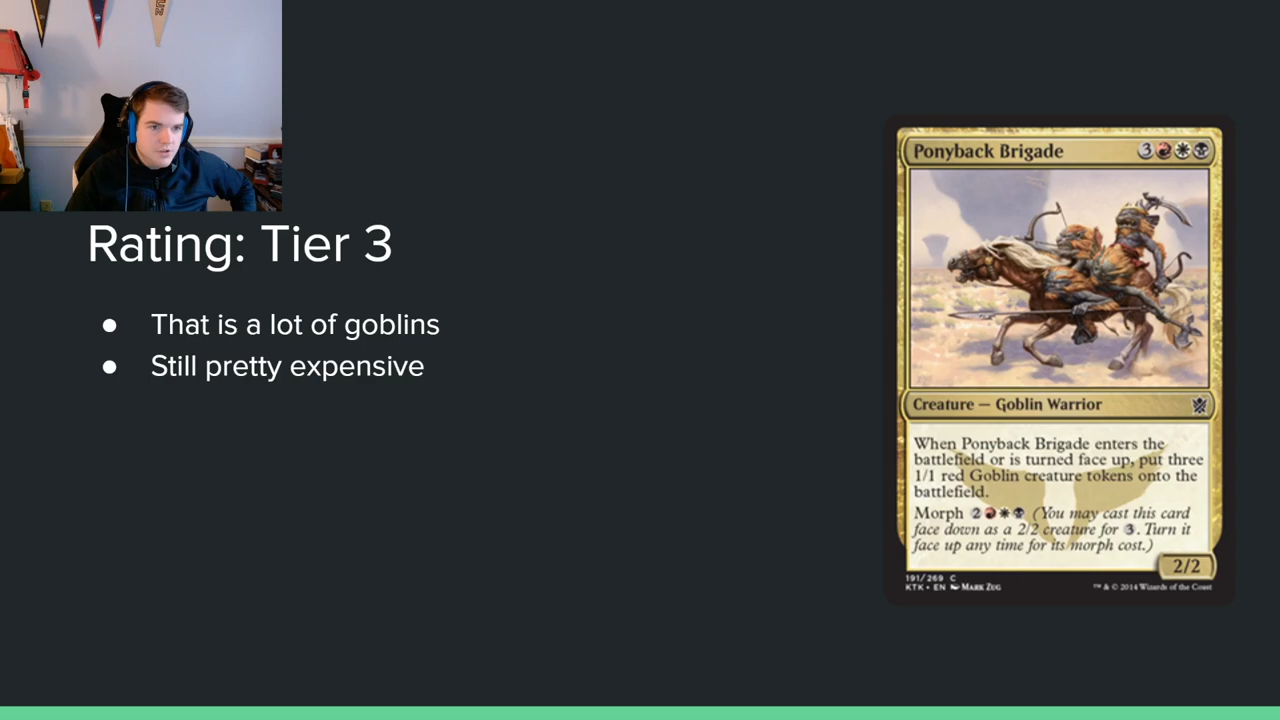 Rating: Tier 3
● That is a lot of goblins
● Still pretty expensive
Ponyback Brigade 3
Creature — Goblin Warrior
When Ponyback Brigade enters the
battlefield or is turned face up, put three
1/1 red Goblin creature tokens onto the
battlefield.
Morph 2 (You may cast this card
face down as a 2/2 creature for 3. Turn it
face up any time for its morph cost.)
2/2
191/269 C
KTK • EN MARK ZUG
™ & © 2014 Wizards of the Coast